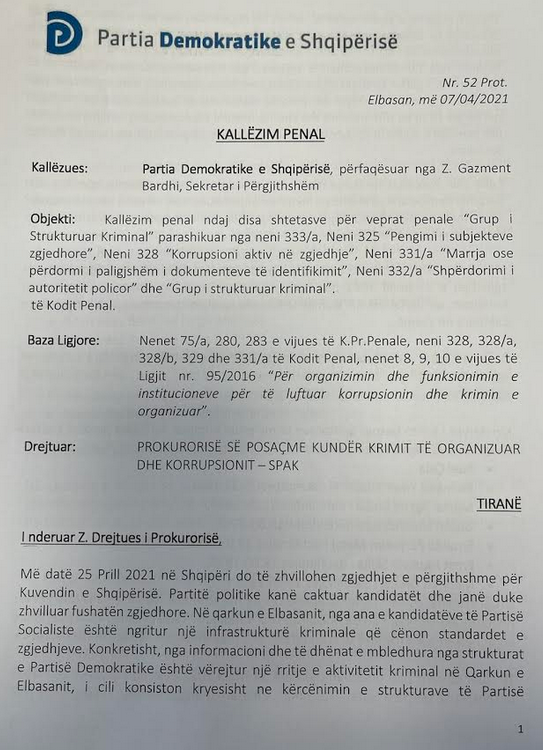 Partia Demokratike e Shqipërisë
Nr. 52 Prot.
Elbasan, më 07/04/2021
KALLËZIM PENAL
Kallëzues: Partia Demokratike e Shqipërisë, përfaqësuar nga Z. Gazment
Bardhi, Sekretar i Përgjithshëm
Objekti: Kallëzim penal ndaj disa shtetasve për veprat penale “Grup i
Strukturuar Kriminal” parashikuar nga neni 333/a, Neni 325 “Pengimi i subjekteve
zgjedhore”, Neni 328 “Korrupsioni aktiv në zgjedhje”, Neni 331/a “Marrja ose
përdormi i paligjshëm i dokumenteve të identifikimit”, Neni 332/a “Shpërdorimi i
autoritetit policor” dhe “Grup i strukturuar kriminal”.
të Kodit Penal.
Baza Ligjore: Nenet 75/a, 280, 283 e vijues të K.Pr.Penale, neni 328, 328/a,
328/b, 329 dhe 331/a të Kodit Penal, nenet 8, 9, 10 e vijues të
Ligjit nr. 95/2016 “Për organizimin dhe funksionimin e
institucioneve për të luftuar korrupsionin dhe krimin e
organizuar”.
Drejtuar: PROKURORISË SË POSAÇME KUNDËR KRIMIT TË ORGANIZUAR
DHE KORRUPSIONIT – SPAK
TIRANË
I nderuar Z. Drejtues i Prokurorisë,
Më datë 25 Prill 2021 në Shqipëri do të zhvillohen zgjedhjet e përgjithshme për
Kuvendin e Shqipërisë. Partitë politike kanë caktuar kandidatët dhe janë duke
zhvilluar fushatën zgjedhore. Në qarkun e Elbasanit, nga ana e kandidatëve të Partisë
Socialiste është ngritur një infrastrukturë kriminale që cënon standardet e
zgjedhjeve. Konkretisht, nga informacioni dhe të dhënat e mbledhura nga strukturat
e Partisë Demokratike është vërejtur një rritje e aktivitetit kriminal në Qarkun e
Elbasanit, i cili konsiston kryesisht ne kërcënimin e strukturave të Partisë
1